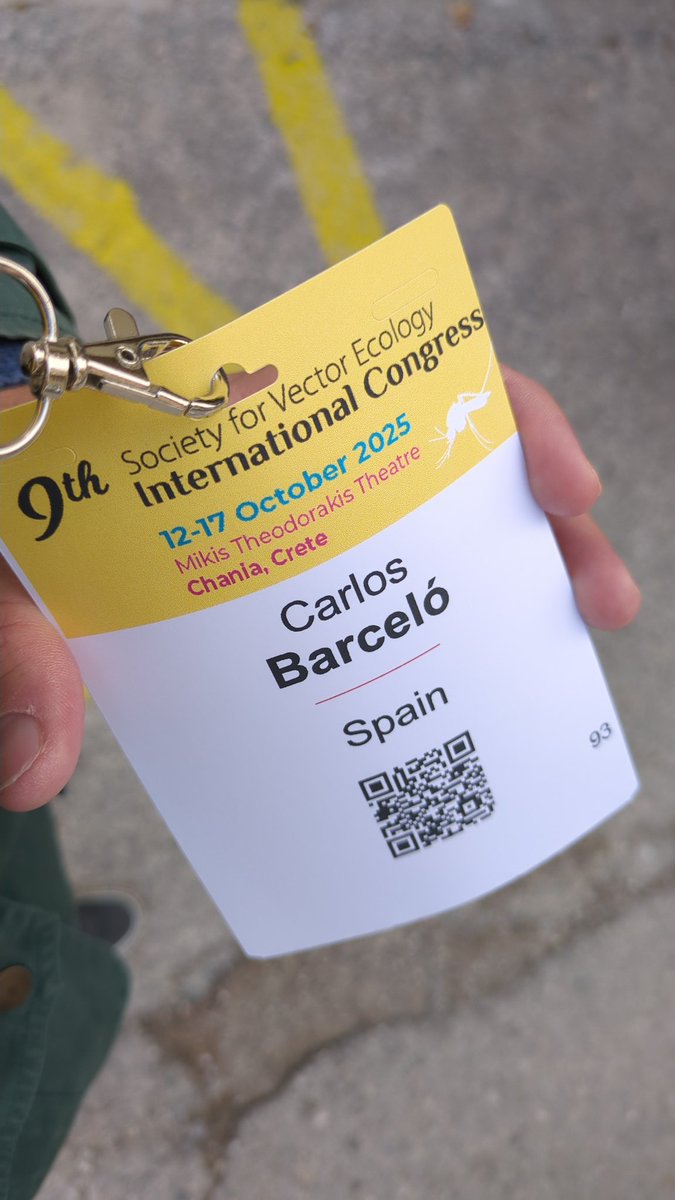 9th
Society for Vector Ecology
International Congress
12-17 October 2025
Mikis Theodorakis Theatre
Chania, Crete
Carlos
Barceló
Spain
93